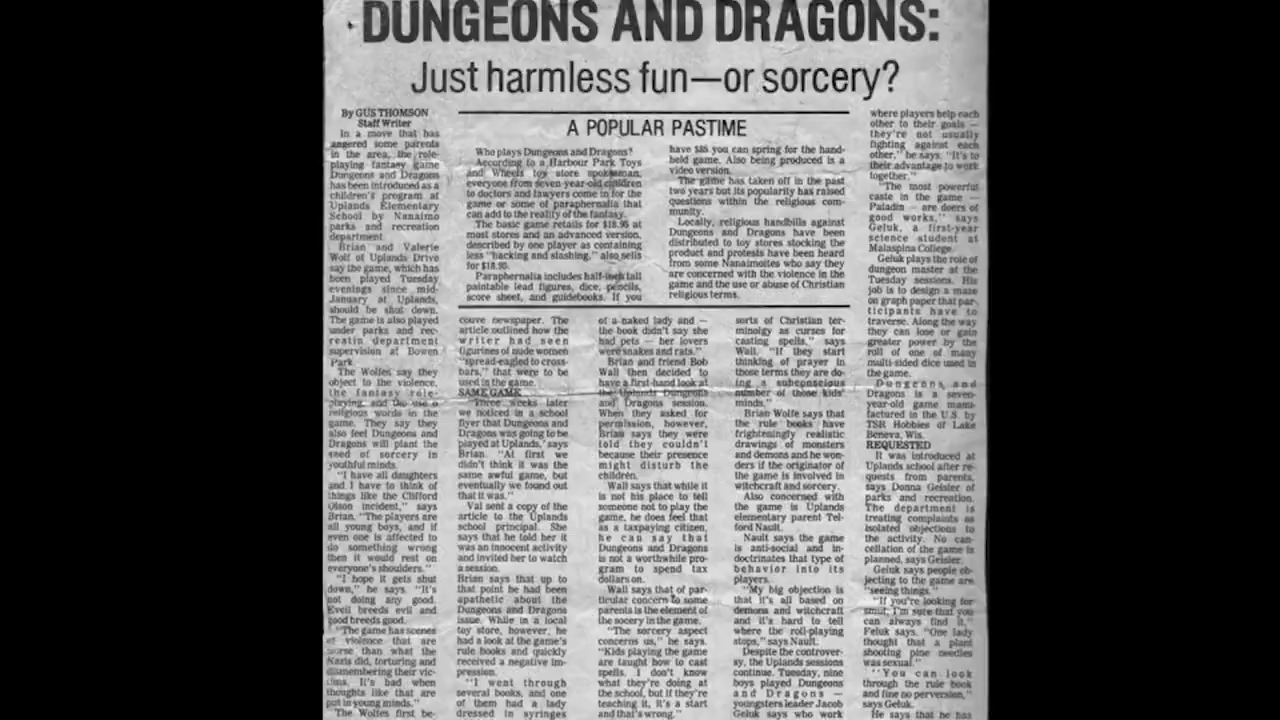 DUNGEONS AND DRAGONS:
Just harmless fun—or sorcery?
By GUS THOMSON
Staff Writer
In a move that has
angered some parents
in the area, the role-
playing fantasy game
Dungeons and Dragons
has been introduced as a
children's program at
Uplands Elementary
School by Nanaimo
parks and recreation
department.
Brian and Valerie
Wolf of Uplands Drive
say the game, which has
been played Tuesday
evenings since mid-
January at Uplands,
should be shut down.
The game is also played
under parks and rec-
reatin department
supervision at Bowen
Park.
The Wolfes say they
object to the violence,
the fantasy role-
playing, and the use o
religious words in the
game. They say they
also feel Dungeons and
Dragons will plant the
seed of sorcery in
youthful minds.
"I have all daughters
and I have to think of
things like the Clifford
Olson incident," says
Brian. "The players are
all young boys, and if
even one is affected to
do something wrong
then it would rest on
everyone's shoulders."
"I hope it gets shut
down," he says. "It's
not doing any good.
Eveil breeds evil and
good breeds good.
"The game has scenes
of violence that are
worse than what the
Nazis did, torturing and
dismembering their vic-
tims. It's bad when
thoughts like that are
put in young minds."
The Wolfes first be-
A POPULAR PASTIME
Who plays Dungeons and Dragons?
According to a Harbour Park Toys
and Wheels toy store spokesman,
everyone from seven-year-old children
to doctors and lawyers come in for the
game or some of paraphernalia that
can add to the reality of the fantasy.
The basic game retails for $18.95 at
most stores and an advanced version,
described by one player as containing
less "hacking and slashing," also sells
for $18.95.
Paraphernalia includes half-inch tall
paintable lead figures, dice, pencils,
score sheet, and guidebooks. If you
have $85 you can spring for the hand-
held game. Also being produced is a
video version.
The game has taken off in the past
two years but its popularity has raised
questions within the religious com-
munity.
Locally, religious handbills against
Dungeons and Dragons have been
distributed to toy stores stocking the
product and protests have been heard
from some Nanaimoites who say they
are concerned with the violence in the
game and the use or abuse of Christian
religious terms.
couve newspaper. The
article outlined how the
writer had seen
figurines of nude women
"spread-eagled to cross-
bars," that were to be
used in the game.
SAME GAME
"Three weeks later
we noticed in a school
flyer that Dungeons and
Dragons was going to be
played at Uplands,' says
Brian. "At first we
didn't think it was the
same awful game, but
eventually we found out
that it was."
Val sent a copy of the
article to the Uplands
school principal. She
says that he told her it
was an innocent activity
and invited her to watch
a session.
Brian says that up to
that point he had been
apathetic about the
Dungeons and Dragons
issue. While in a local
toy store, however, he
had a look at the game's
rule books and quickly
received a negative im-
pression.
"I went through
several books, and one
of them had a lady
dressed in syringes
of a naked lady and —
the book didn't say she
had pets — her lovers
were snakes and rats."
Brian and friend Bob
Wall then decided to
have a first-hand look at
the Uplands Dungeons
and Dragons session.
When they asked for
permission, however,
Brian says they were
told they couldn't
because their presence
might disturb the
children.
Wall says that while it
is not his place to tell
someone not to play the
game, he does feel that
as a taxpaying citizen,
he can say that
Dungeons and Dragons
is not a worthwhile pro-
gram to spend tax
dollars on.
Wall says that of par-
ticular concern to some
parents is the element of
the socery in the game.
"The sorcery aspect
concerns us," he says.
"Kids playing the game
are taught how to cast
spells. I don't know
what they're doing at
the school, but if they're
teaching it, it's a start
and that's wrong."
sorts of Christian ter-
minolgy as curses for
casting spells," says
Wall. "If they start
thinking of prayer in
those terms they are do-
ing a subconscious
number of those kids'
minds."
Brian Wolfe says that
the rule books have
frighteningly realistic
drawings of monsters
and demons and he won-
ders if the originator of
the game is involved in
witchcraft and sorcery.
Also concerned with
the game is Uplands
elementary parent Tel-
ford Nault.
Nault says the game
is anti-social and in-
doctrinates that type of
behavior into its
players.
"My big objection is
that it's all based on
demons and witchcraft
and it's hard to tell
where the roll-playing
stops," says Nault.
Despite the controver-
sy, the Uplands sessions
continue. Tuesday, nine
boys played Dungeons
and Dragons —
youngsters leader Jacob
Geluk says who work
where players help each
other to their goals —
they're not usually
fighting against each
other," he says. "It's to
their advantage to work
together."
"The most powerful
caste in the game —
Paladin — are doers of
good works," says
Geluk, a first-year
science student at
Malaspina College.
Geluk plays the role of
dungeon master at the
Tuesday sessions. His
job is to design a maze
on graph paper that par-
ticipants have to
traverse. Along the way
they can lose or gain
greater power by the
roll of one of many
multi-sided dice used in
the game.
Dungeons and
Dragons is a seven-
year-old game manu-
factured in the U.S. by
TSR Hobbies of Lake
Beneva, Wis.
REQUESTED
It was introduced at
Uplands school after re-
quests from parents,
says Donna Geisler of
parks and recreation.
The department is
treating complaints as
isolated objections to
the activity. No can-
cellation of the game is
planned, says Geisler.
Geluk says people ob-
jecting to the game are
"seeing things."
"If you're looking for
smut, I'm sure that you
can always find it,"
Feluk says. "One lady
thought that a plant
shooting pine needles
was sexual."
"You can look
through the rule book
and fine no perversion,"
says Geluk.
He says that he has